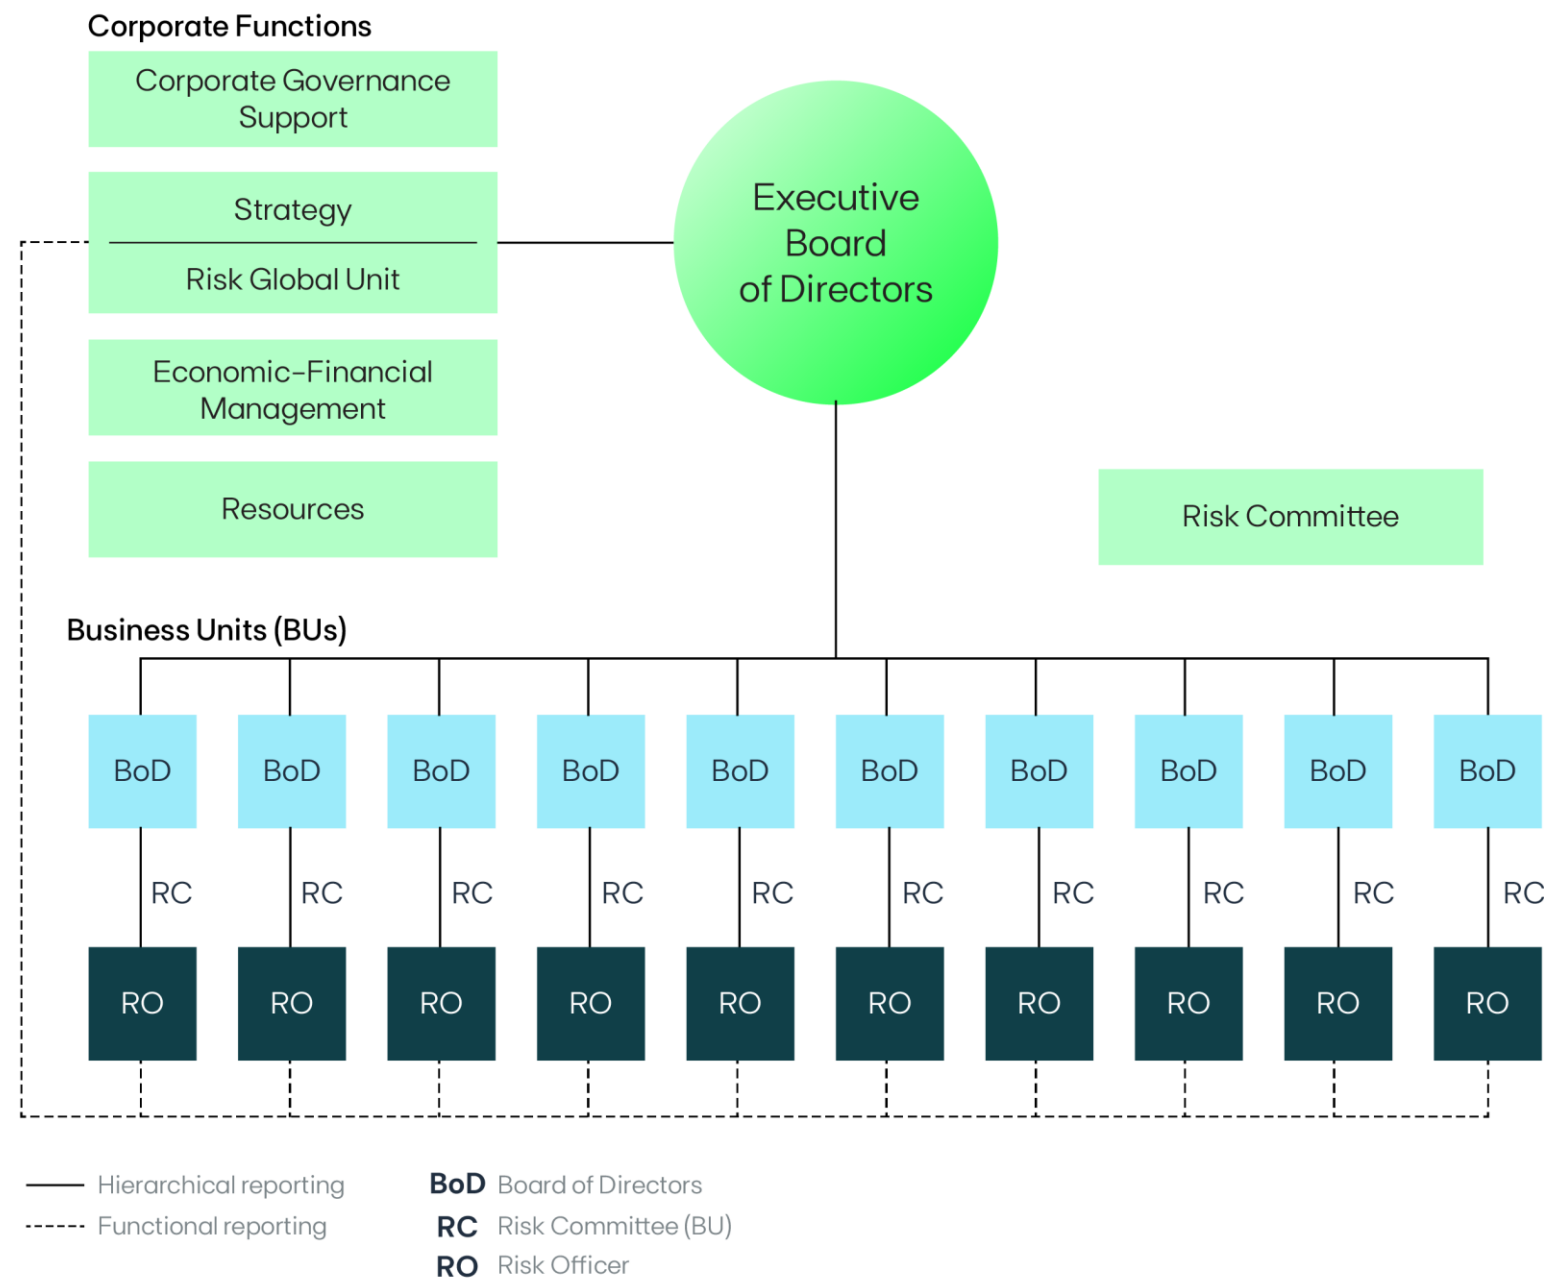 Corporate Functions
Corporate Governance
Support
Strategy
Risk Global Unit
Economic-Financial
Management
Resources
Executive
Board
of Directors
Risk Committee
Business Units (BUs)
BoD BoD BoD BoD BoD BoD BoD BoD BoD BoD
RC RC RC RC RC RC RC RC RC RC
RO RO RO RO RO RO RO RO RO RO
Hierarchical reporting
Functional reporting
BoD Board of Directors
RC Risk Committee (BU)
RO Risk Officer